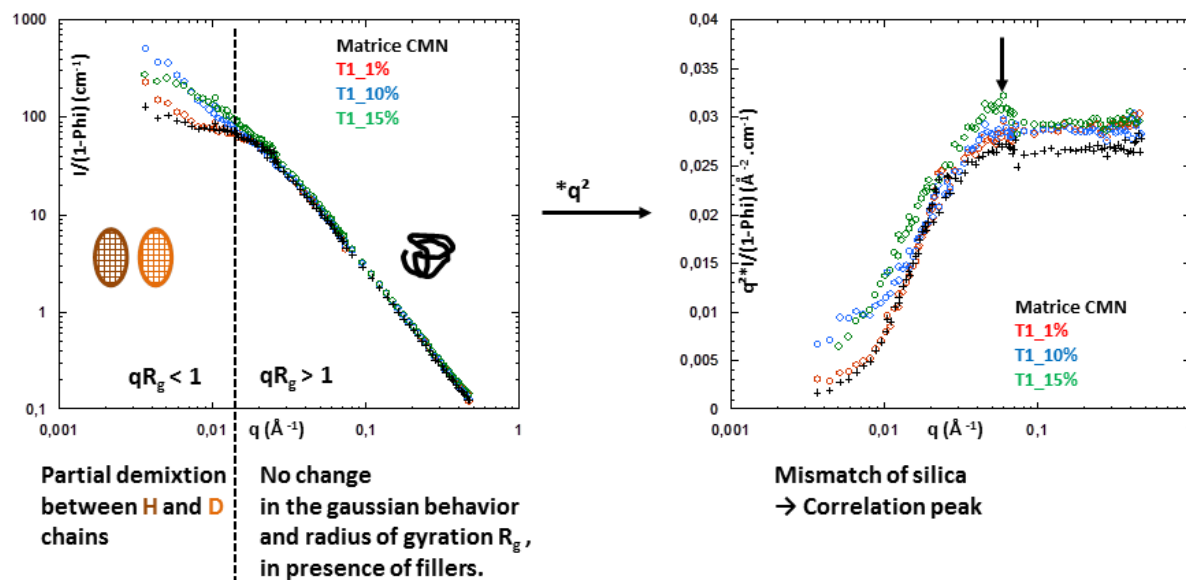 1000
100
10
1
0,1
I/(1-Phi) (cm⁻¹)
Matrice CMN
T1_1%
T1_10%
T1_15%
qRg < 1
qRg > 1
0,001
0,01
0,1
1
q (Å⁻¹)
Partial demixtion
between H and D
chains
No change
in the gaussian behavior
and radius of gyration Rg ,
in presence of fillers.
*q²
0,04
0,035
0,03
0,025
0,02
0,015
0,01
0,005
0
q²*I/(1-Phi) (Å⁻² .cm⁻¹)
Matrice CMN
T1_1%
T1_10%
T1_15%
0,001
0,01
0,1
q (Å⁻¹)
Mismatch of silica
→ Correlation peak